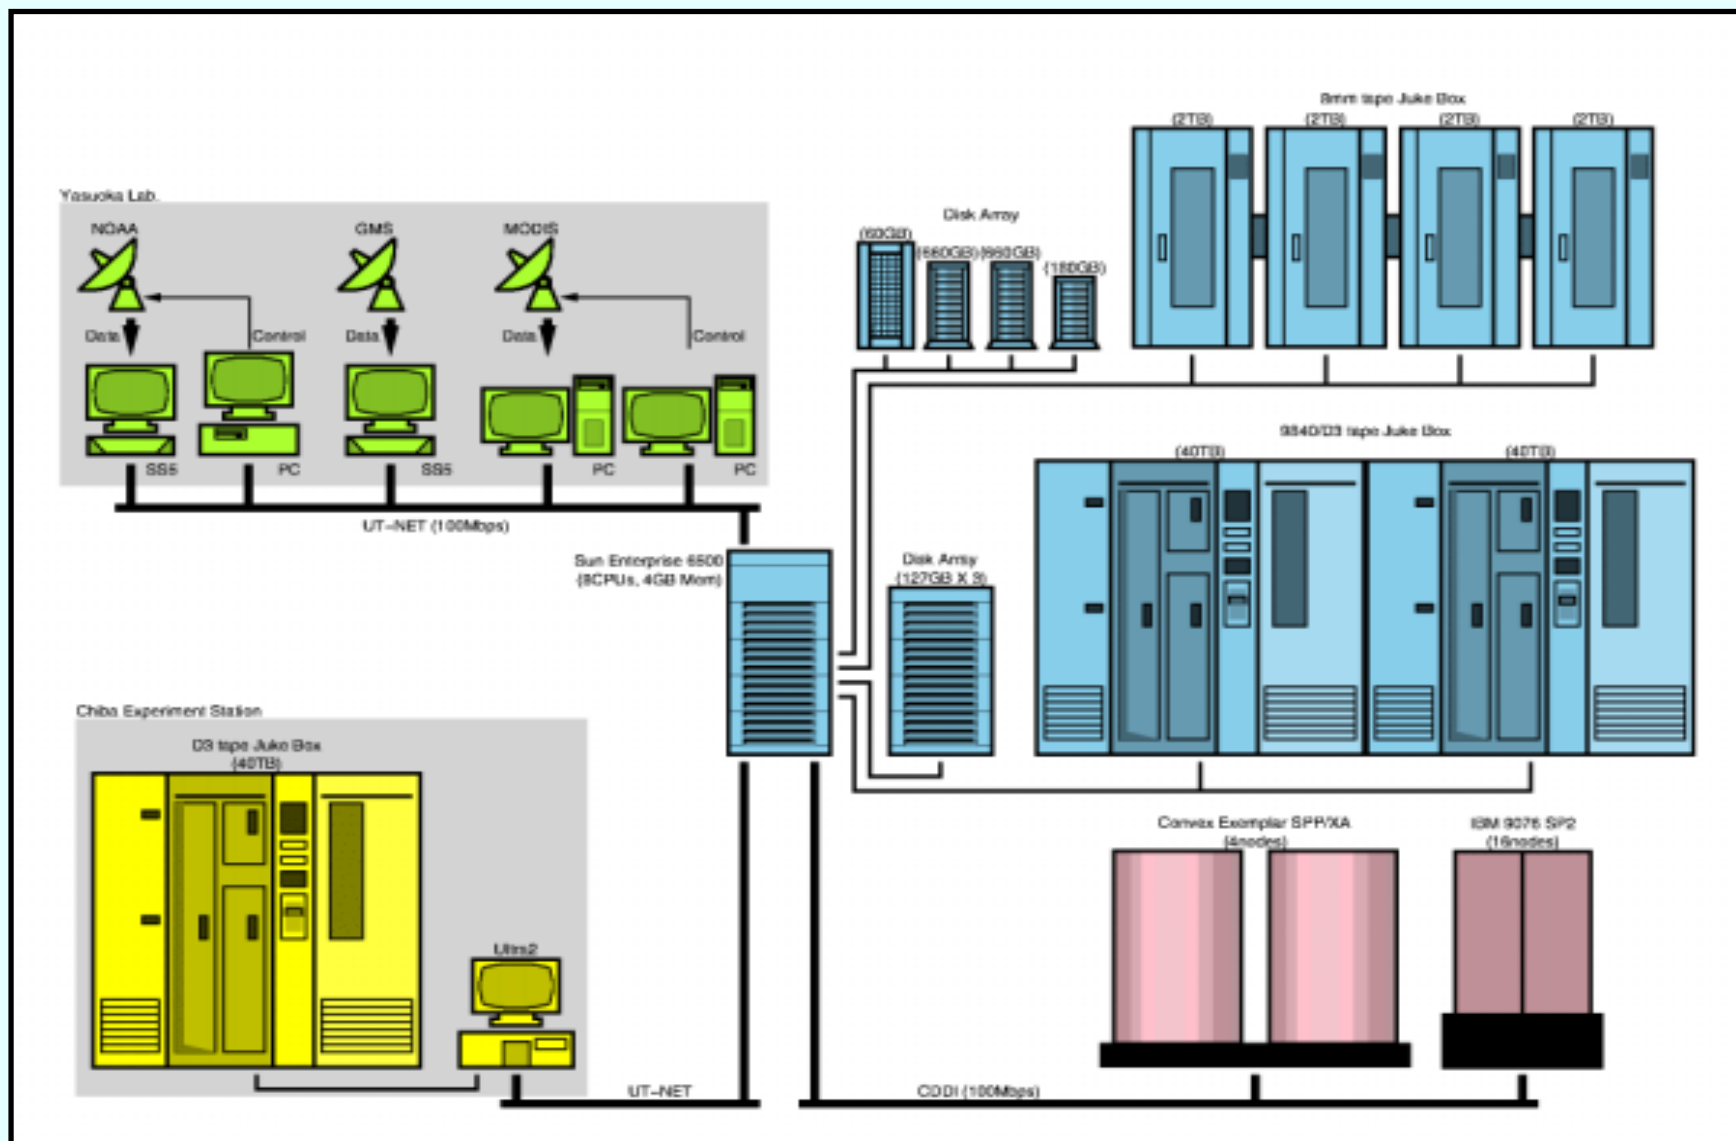 8mm tape Juke Box
(2TB) (2TB) (2TB) (2TB)
Yasuoka Lab.
NOAA GMS MODIS
Disk Array
(60GB)
(660GB) (660GB)
(180GB)
Data Control Data Data Control
9840/D3 tape Juke Box
(40TB) (40TB)
SS5 PC SS5 PC PC
UT-NET (100Mbps)
Sun Enterprise 6500
(8CPUs, 4GB Mem)
Disk Array
(127GB X 3)
Chiba Experiment Station
D3 tape Juke Box
(40TB)
Convex Exemplar SPP/XA
(4nodes)
IBM 9076 SP2
(16nodes)
Ultra2
UT-NET
CDDI (100Mbps)